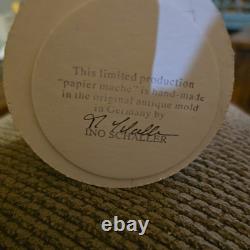 This limited production
"papier mache" is hand-made
in the original antique mold
in Germany by
INO SCHALLER